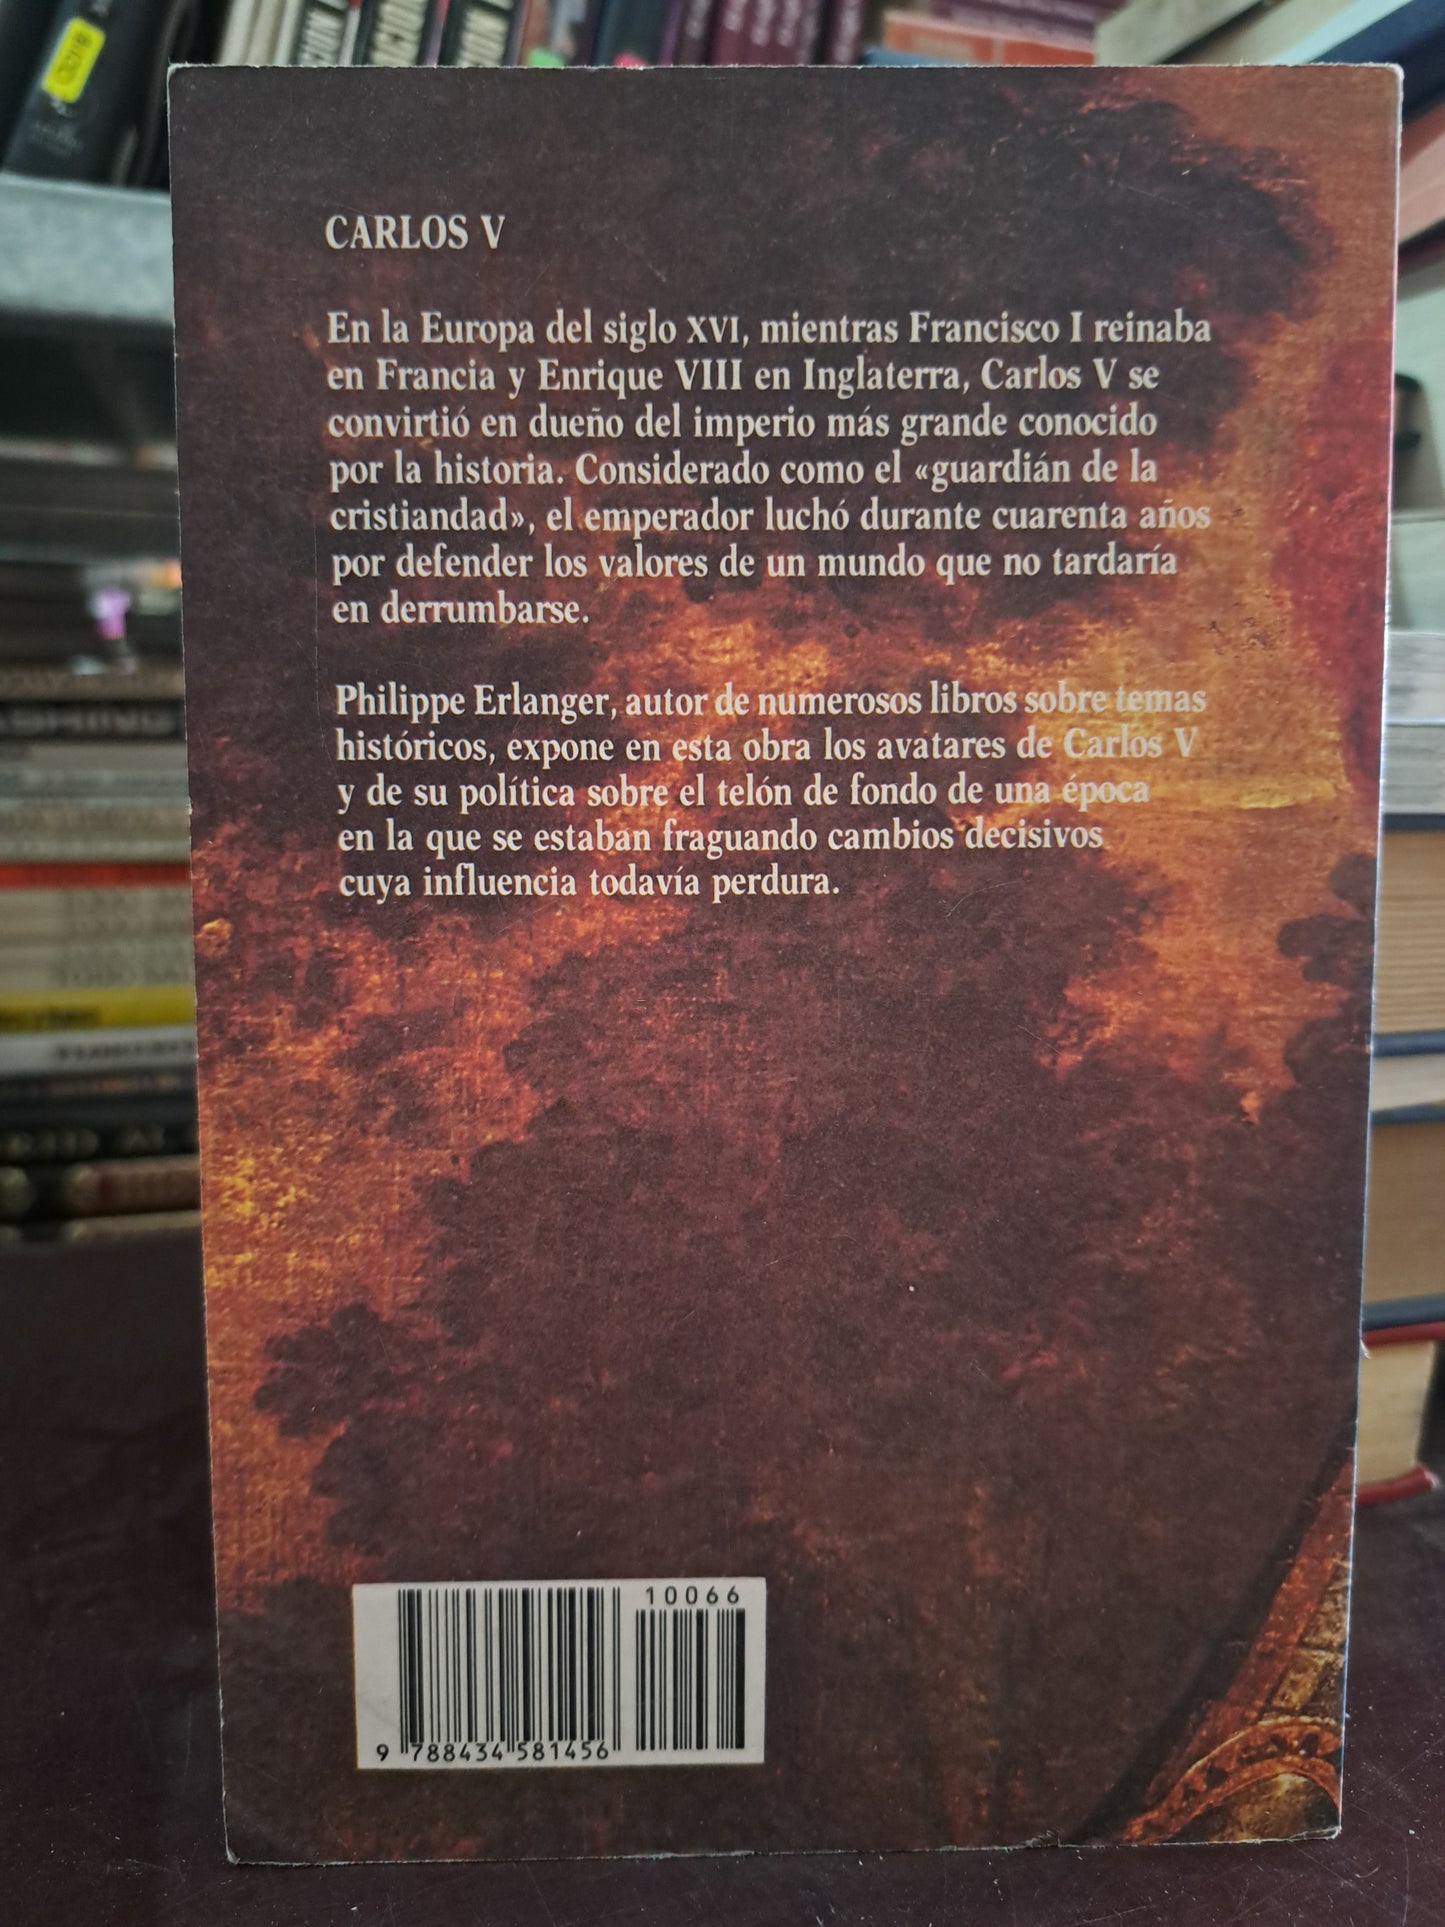 CARLOS V
En la Europa del siglo XVI, mientras Francisco I reinaba
en Francia y Enrique VIII en Inglaterra, Carlos V se
convirtió en dueño del imperio más grande conocido
por la historia. Considerado como el «guardián de la
cristiandad», el emperador luchó durante cuarenta años
por defender los valores de un mundo que no tardaría
en derrumbarse.
Philippe Erlanger, autor de numerosos libros sobre temas
históricos, expone en esta obra los avatares de Carlos V
y de su política sobre el telón de fondo de una época
en la que se estaban fraguando cambios decisivos
cuya influencia todavía perdura.
10066
9 788434 581456